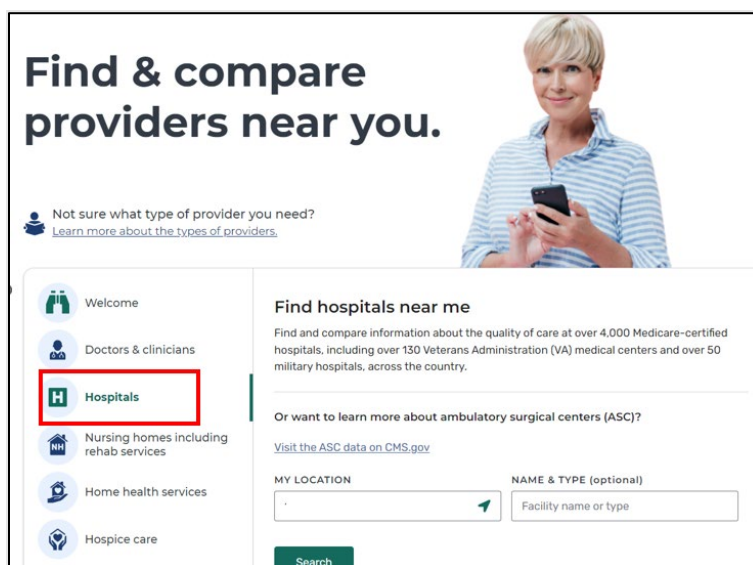 Find & compare
providers near you.
Not sure what type of provider you need?
Learn more about the types of providers.
Welcome
Doctors & clinicians
H
Hospitals
NH
Nursing homes including
rehab services
Home health services
Hospice care
Find hospitals near me
Find and compare information about the quality of care at over 4,000 Medicare-certified
hospitals, including over 130 Veterans Administration (VA) medical centers and over 50
military hospitals, across the country.
Or want to learn more about ambulatory surgical centers (ASC)?
Visit the ASC data on CMS.gov
MY LOCATION
NAME & TYPE (optional)
Facility name or type
Search